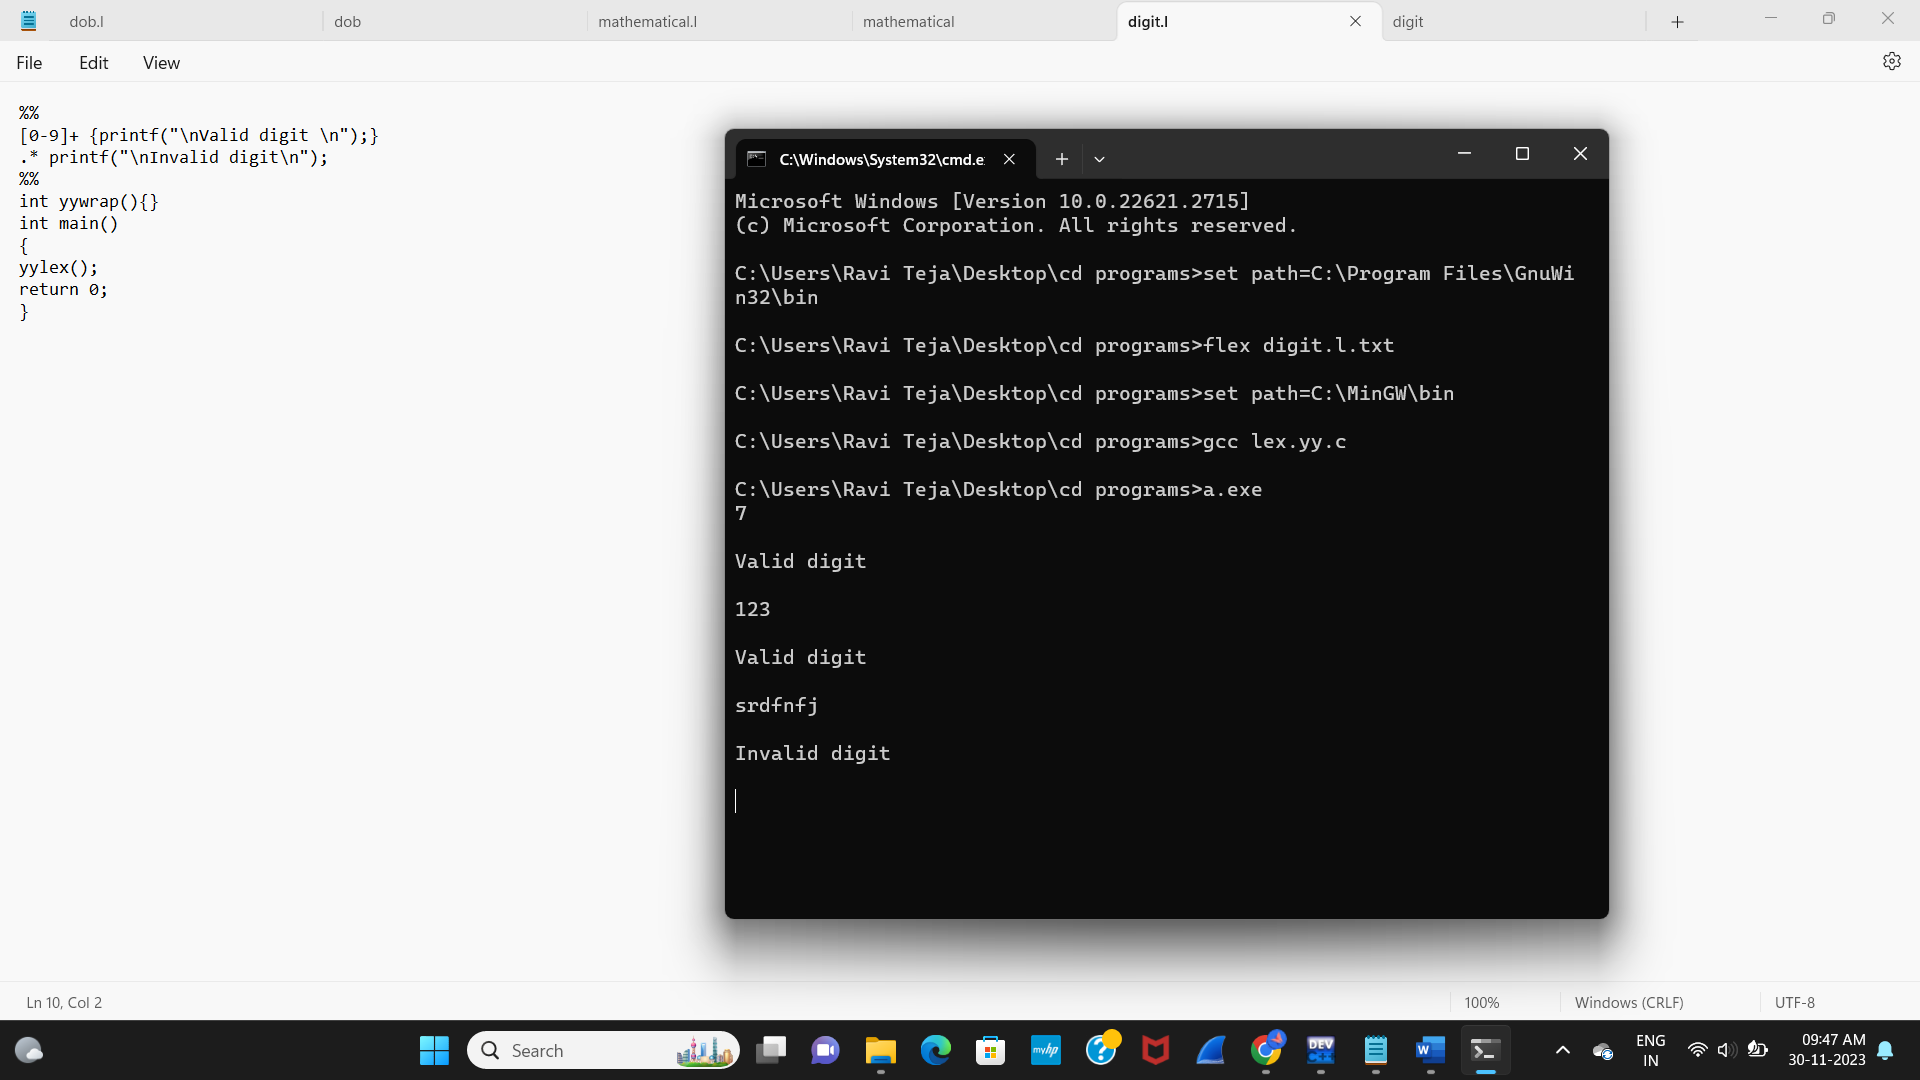 dob.l
dob
mathematical.l
mathematical
digit.l
digit
File
Edit
View
%%
[0-9]+ {printf("\nValid digit \n");}
.* printf("\nInvalid digit\n");
%%
int yywrap(){}
int main()
{
yylex();
return 0;
}
C:\Windows\System32\cmd.e
Microsoft Windows [Version 10.0.22621.2715]
(c) Microsoft Corporation. All rights reserved.
C:\Users\Ravi Teja\Desktop\cd programs>set path=C:\Program Files\GnuWi
n32\bin
C:\Users\Ravi Teja\Desktop\cd programs>flex digit.l.txt
C:\Users\Ravi Teja\Desktop\cd programs>set path=C:\MinGW\bin
C:\Users\Ravi Teja\Desktop\cd programs>gcc lex.yy.c
C:\Users\Ravi Teja\Desktop\cd programs>a.exe
7
Valid digit
123
Valid digit
srdfnfj
Invalid digit
Ln 10, Col 2
100%
Windows (CRLF)
UTF-8
Search
myhp
DEV
W
ENG
IN
09:47 AM
30-11-2023